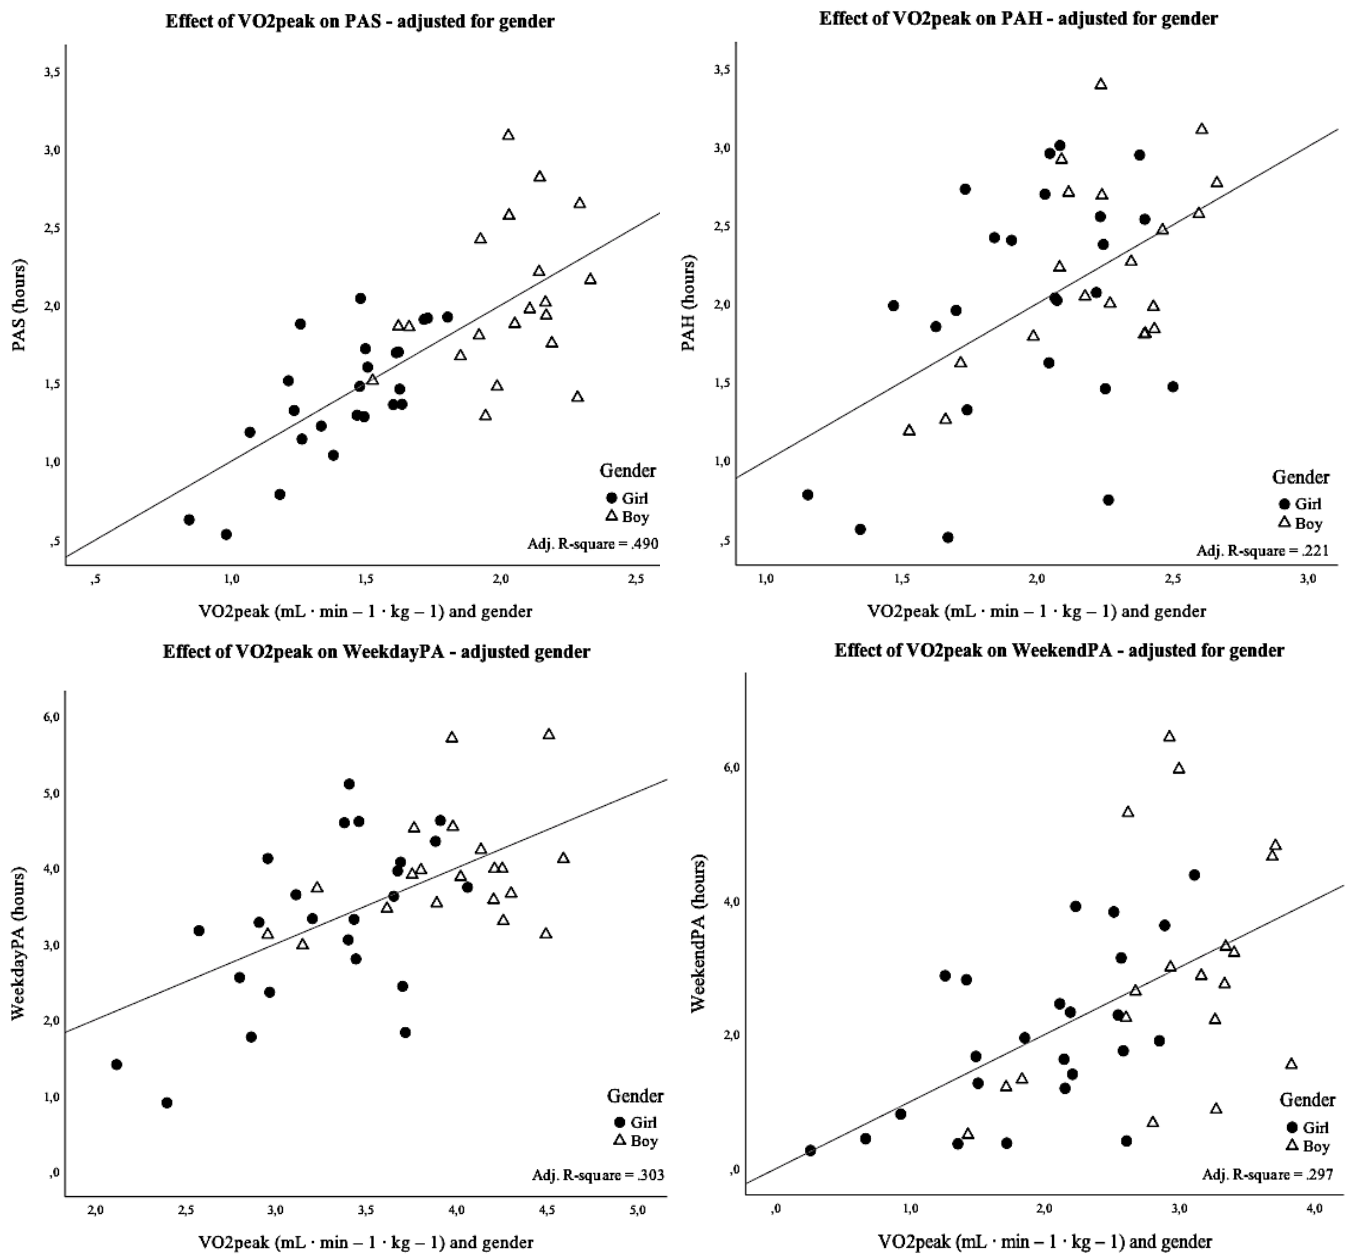 Effect of VO2peak on PAS - adjusted for gender
3,5
3,0
2,5
2,0
1,5
1,0
,5
PAS (hours)
Gender
Girl
Boy
Adj. R-square = .490
,5 1,0 1,5 2,0 2,5
VO2peak (mL · min – 1 · kg – 1) and gender
Effect of VO2peak on PAH - adjusted for gender
3,5
3,0
2,5
2,0
1,5
1,0
,5
PAH (hours)
Gender
Girl
Boy
Adj. R-square = .221
1,0 1,5 2,0 2,5 3,0
VO2peak (mL · min – 1 · kg – 1) and gender
Effect of VO2peak on WeekdayPA - adjusted gender
6,0
5,0
4,0
3,0
2,0
1,0
,0
WeekdayPA (hours)
Gender
Girl
Boy
Adj. R-square = .303
2,0 2,5 3,0 3,5 4,0 4,5 5,0
VO2peak (mL · min – 1 · kg – 1) and gender
Effect of VO2peak on WeekendPA - adjusted for gender
6,0
4,0
2,0
,0
WeekendPA (hours)
Gender
Girl
Boy
Adj. R-square = .297
,0 1,0 2,0 3,0 4,0
VO2peak (mL · min – 1 · kg – 1) and gender